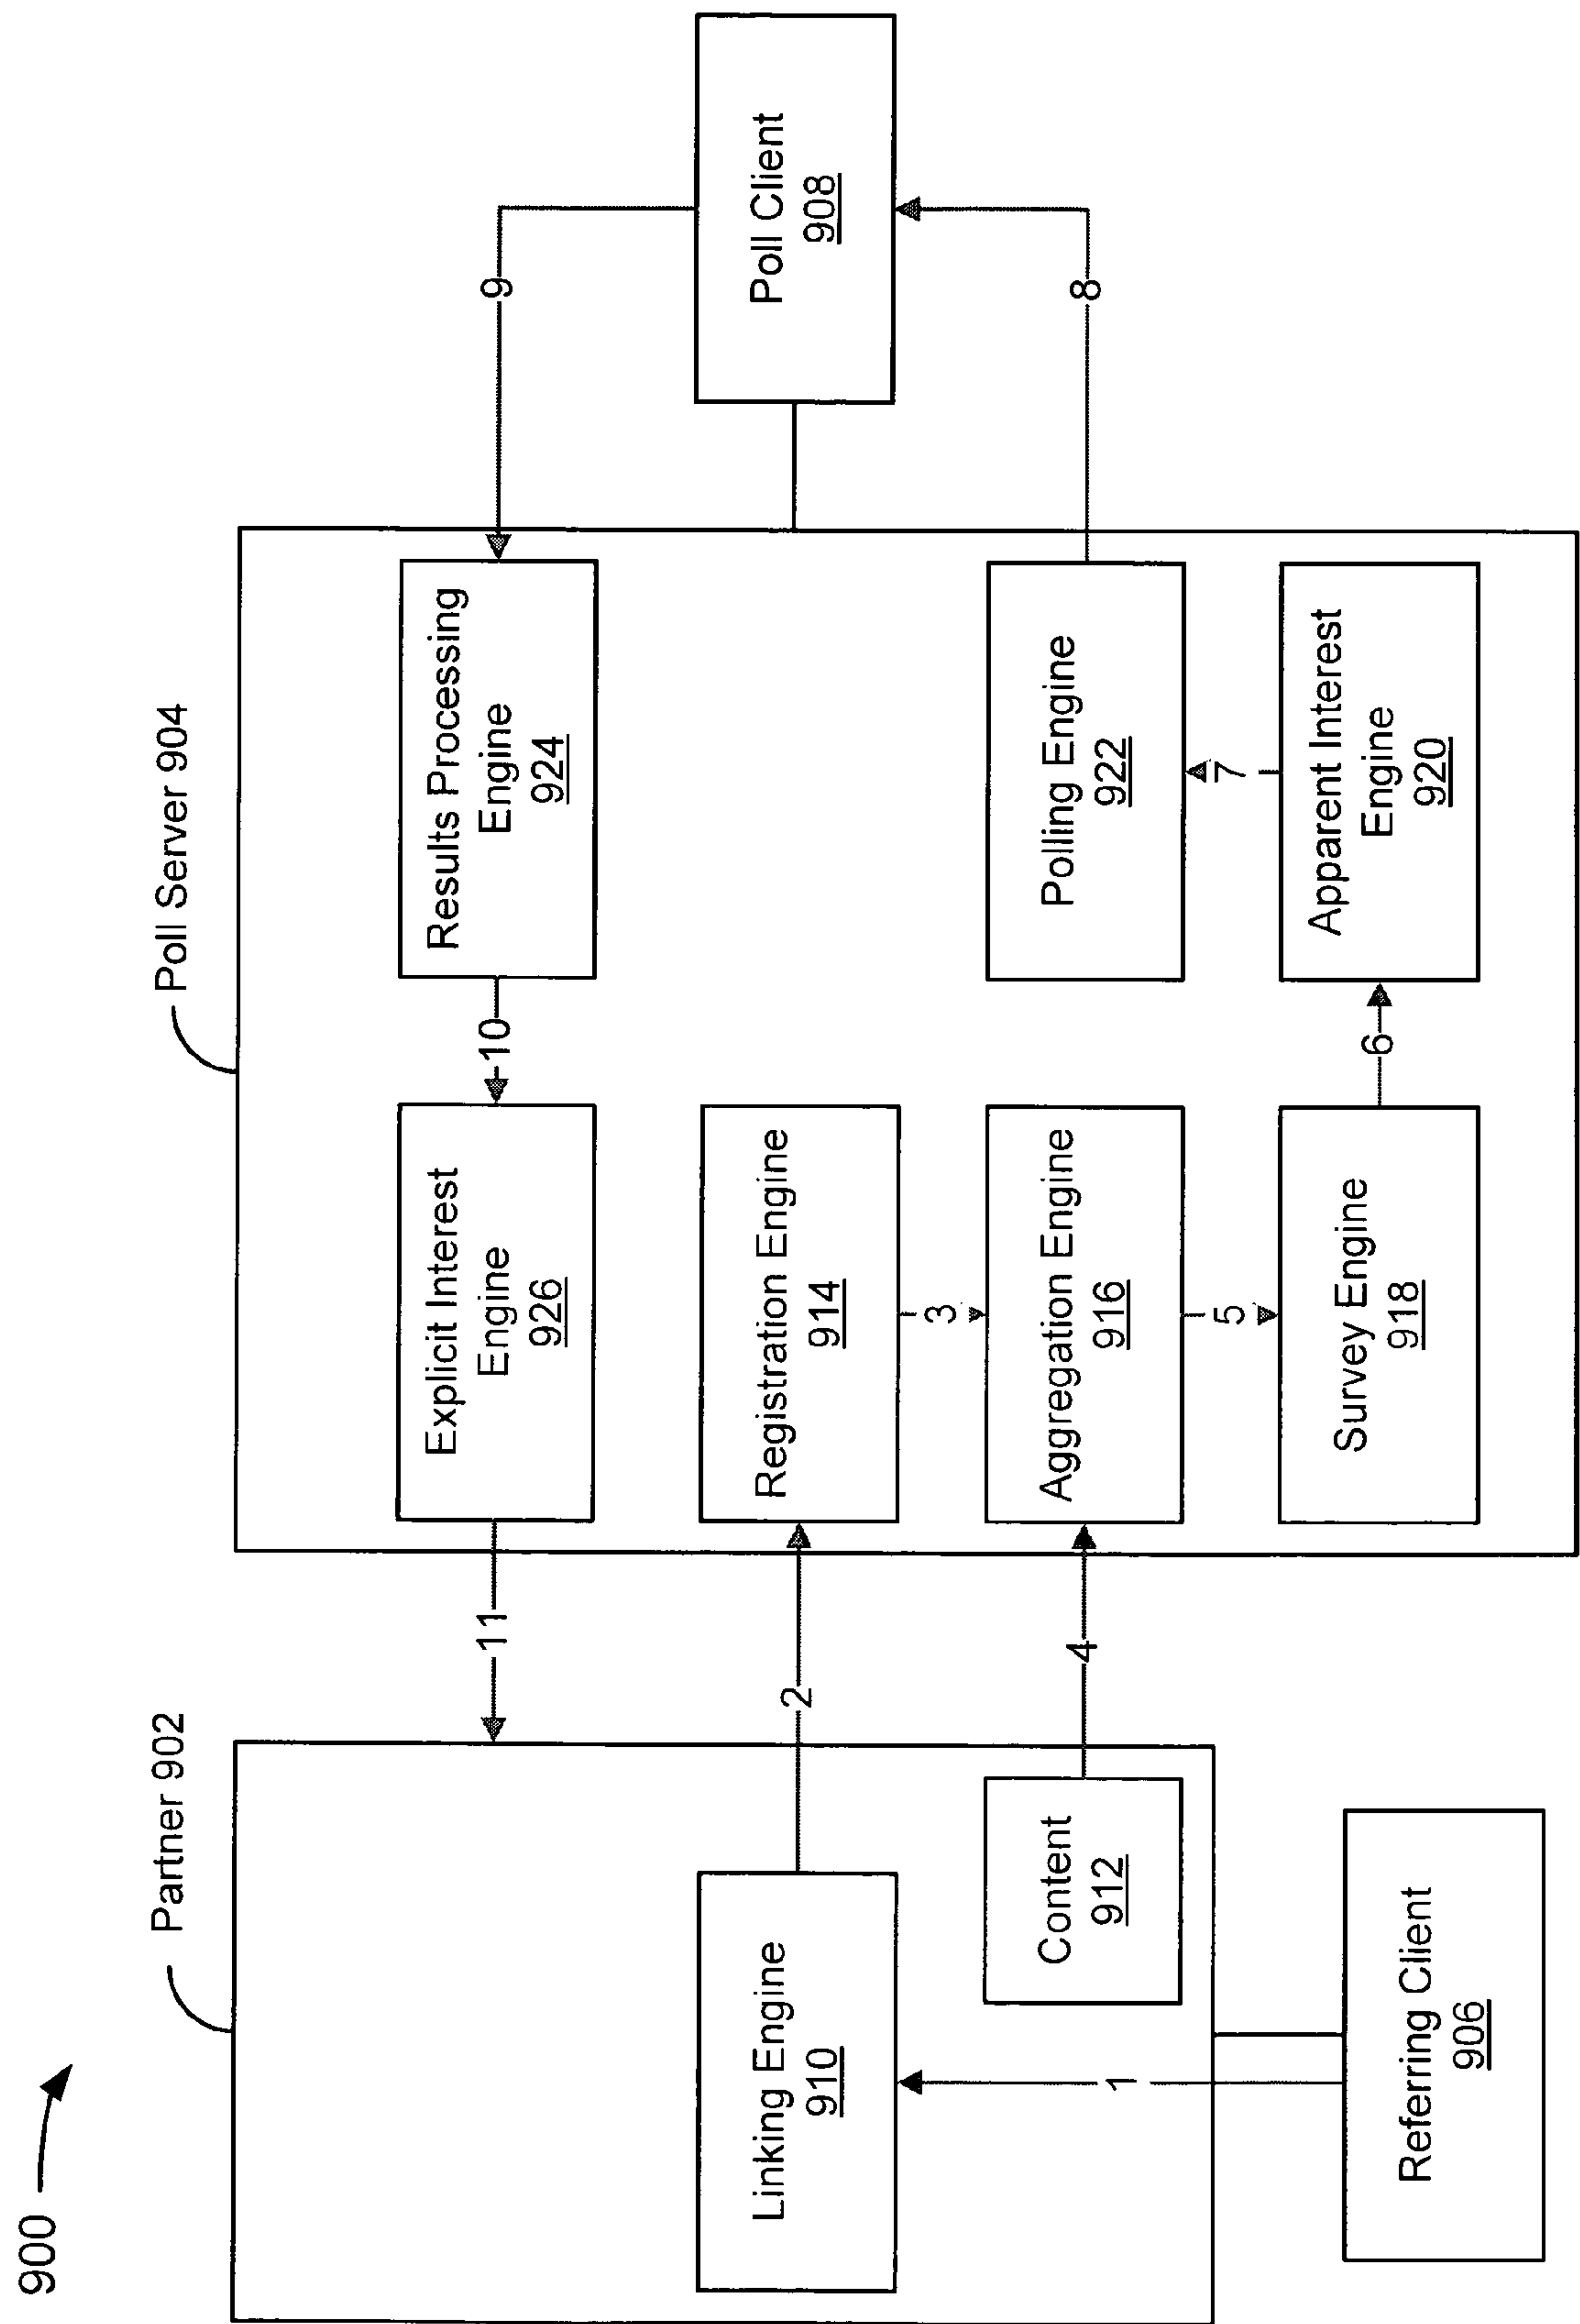 900
Partner 902
Poll Server 904
11
Explicit Interest
Engine
926
10
Results Processing
Engine
924
9
Linking Engine
910
2
Registration Engine
914
Poll Client
908
3
Content
912
4
Aggregation Engine
916
Polling Engine
922
8
1
5
7
Referring Client
906
Survey Engine
918
6
Apparent Interest
Engine
920